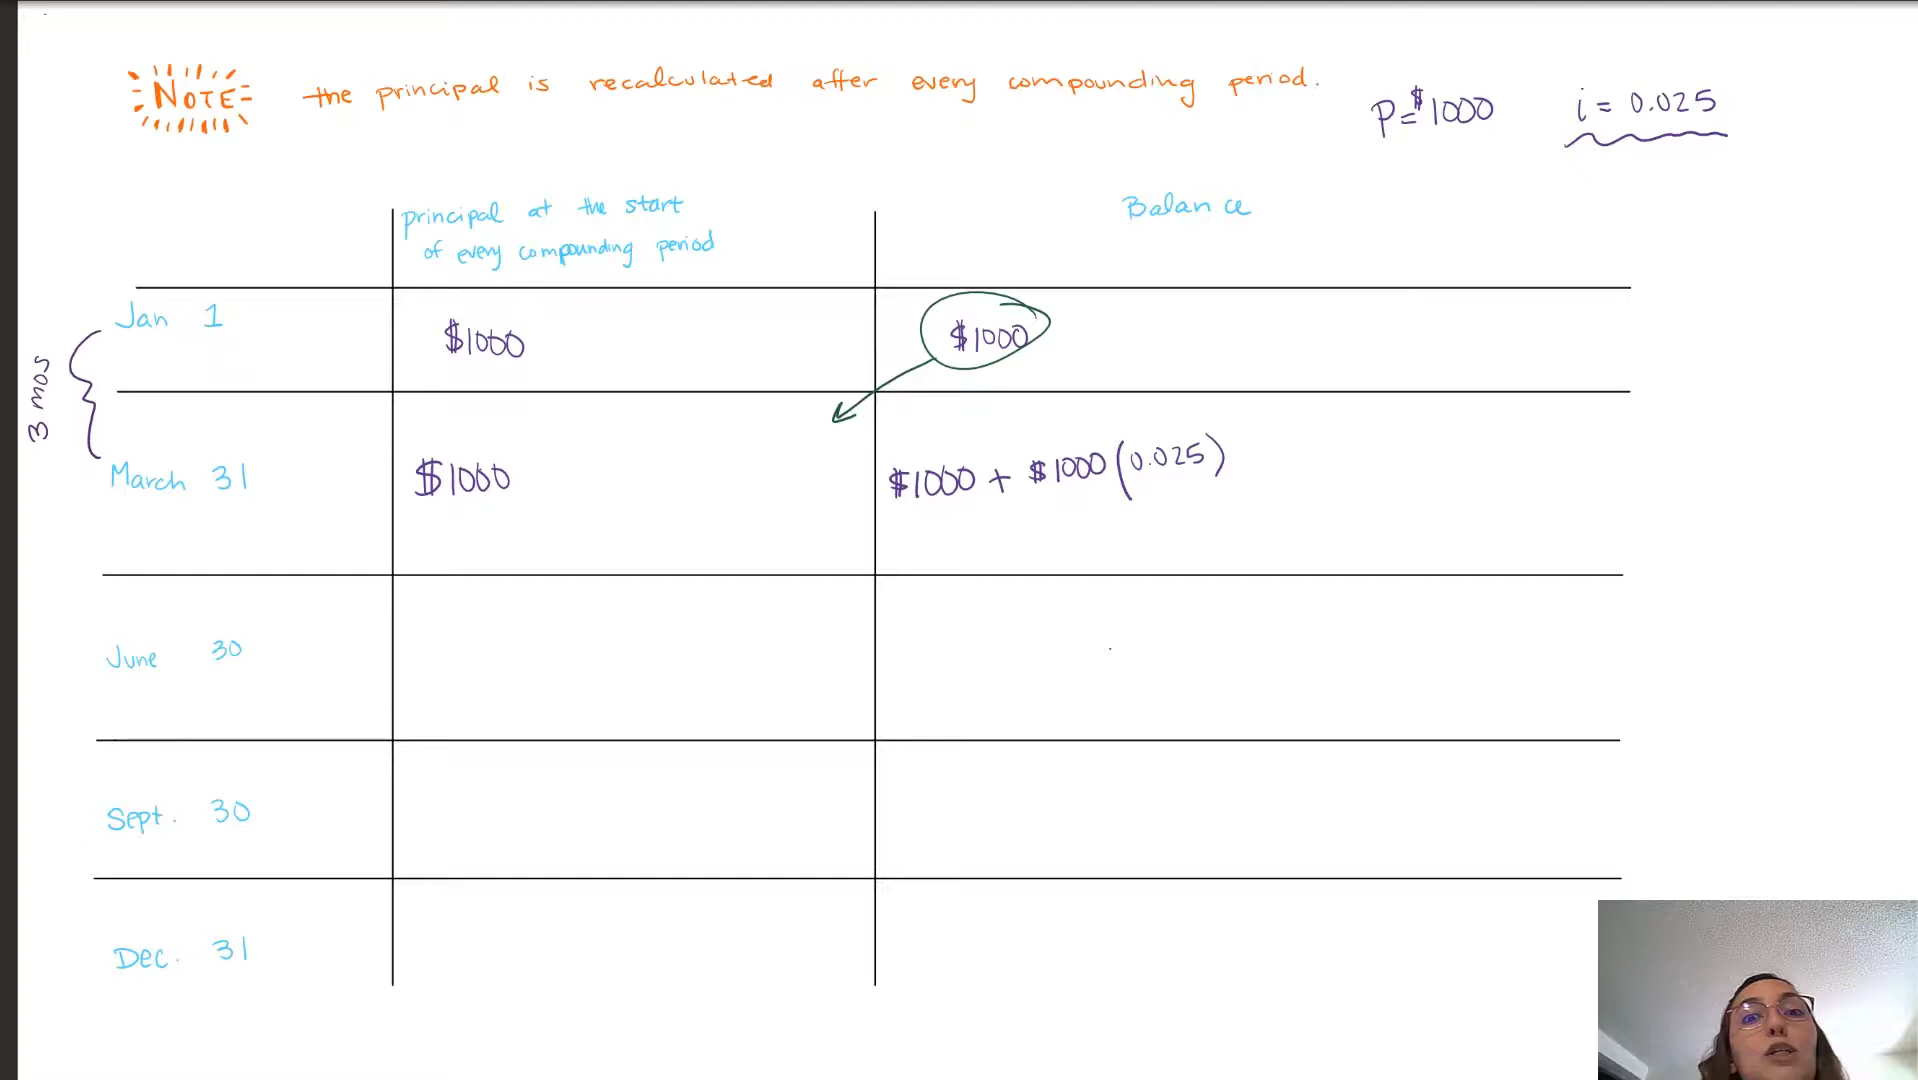 NOTE the principal is recalculated after every compounding period.
P=$1000 i = 0.025
principal at the start
of every compounding period
Balance
Jan 1 $1000 $1000
3 mos
March 31 $1000 $1000 + $1000 (0.025)
June 30
Sept. 30
Dec. 31